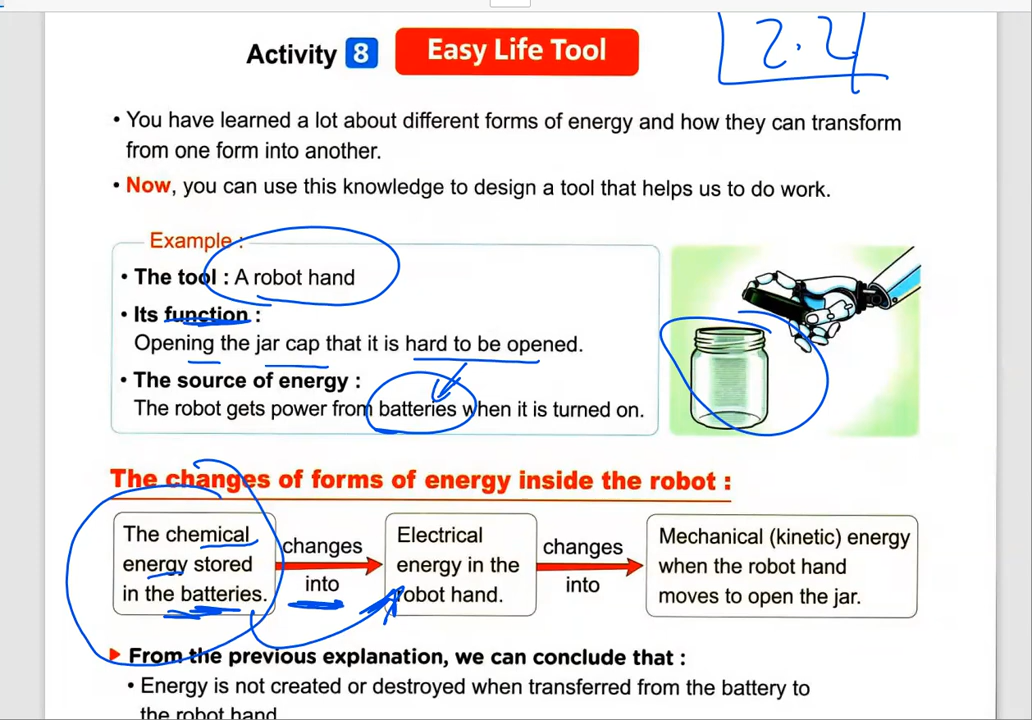 2.2
Activity 8 Easy Life Tool
• You have learned a lot about different forms of energy and how they can transform
from one form into another.
• Now, you can use this knowledge to design a tool that helps us to do work.
Example :
• The tool : A robot hand
• Its function :
Opening the jar cap that it is hard to be opened.
• The source of energy :
The robot gets power from batteries when it is turned on.
The changes of forms of energy inside the robot :
The chemical
energy stored
in the batteries.
changes
into
Electrical
energy in the
robot hand.
changes
into
Mechanical (kinetic) energy
when the robot hand
moves to open the jar.
From the previous explanation, we can conclude that :
• Energy is not created or destroyed when transferred from the battery to
the robot hand